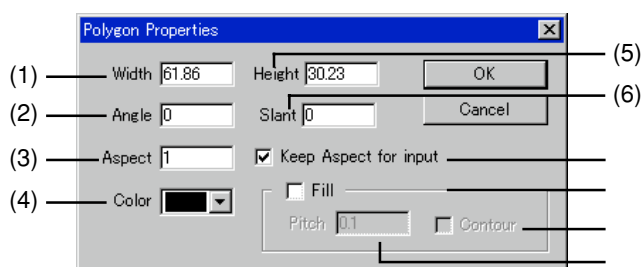 Polygon Properties
(1) Width 61.86 Height 30.23 OK (5)
(2) Angle 0 Slant 0 Cancel (6)
(3) Aspect 1 Keep Aspect for input
(4) Color Fill
Pitch 0.1 Contour